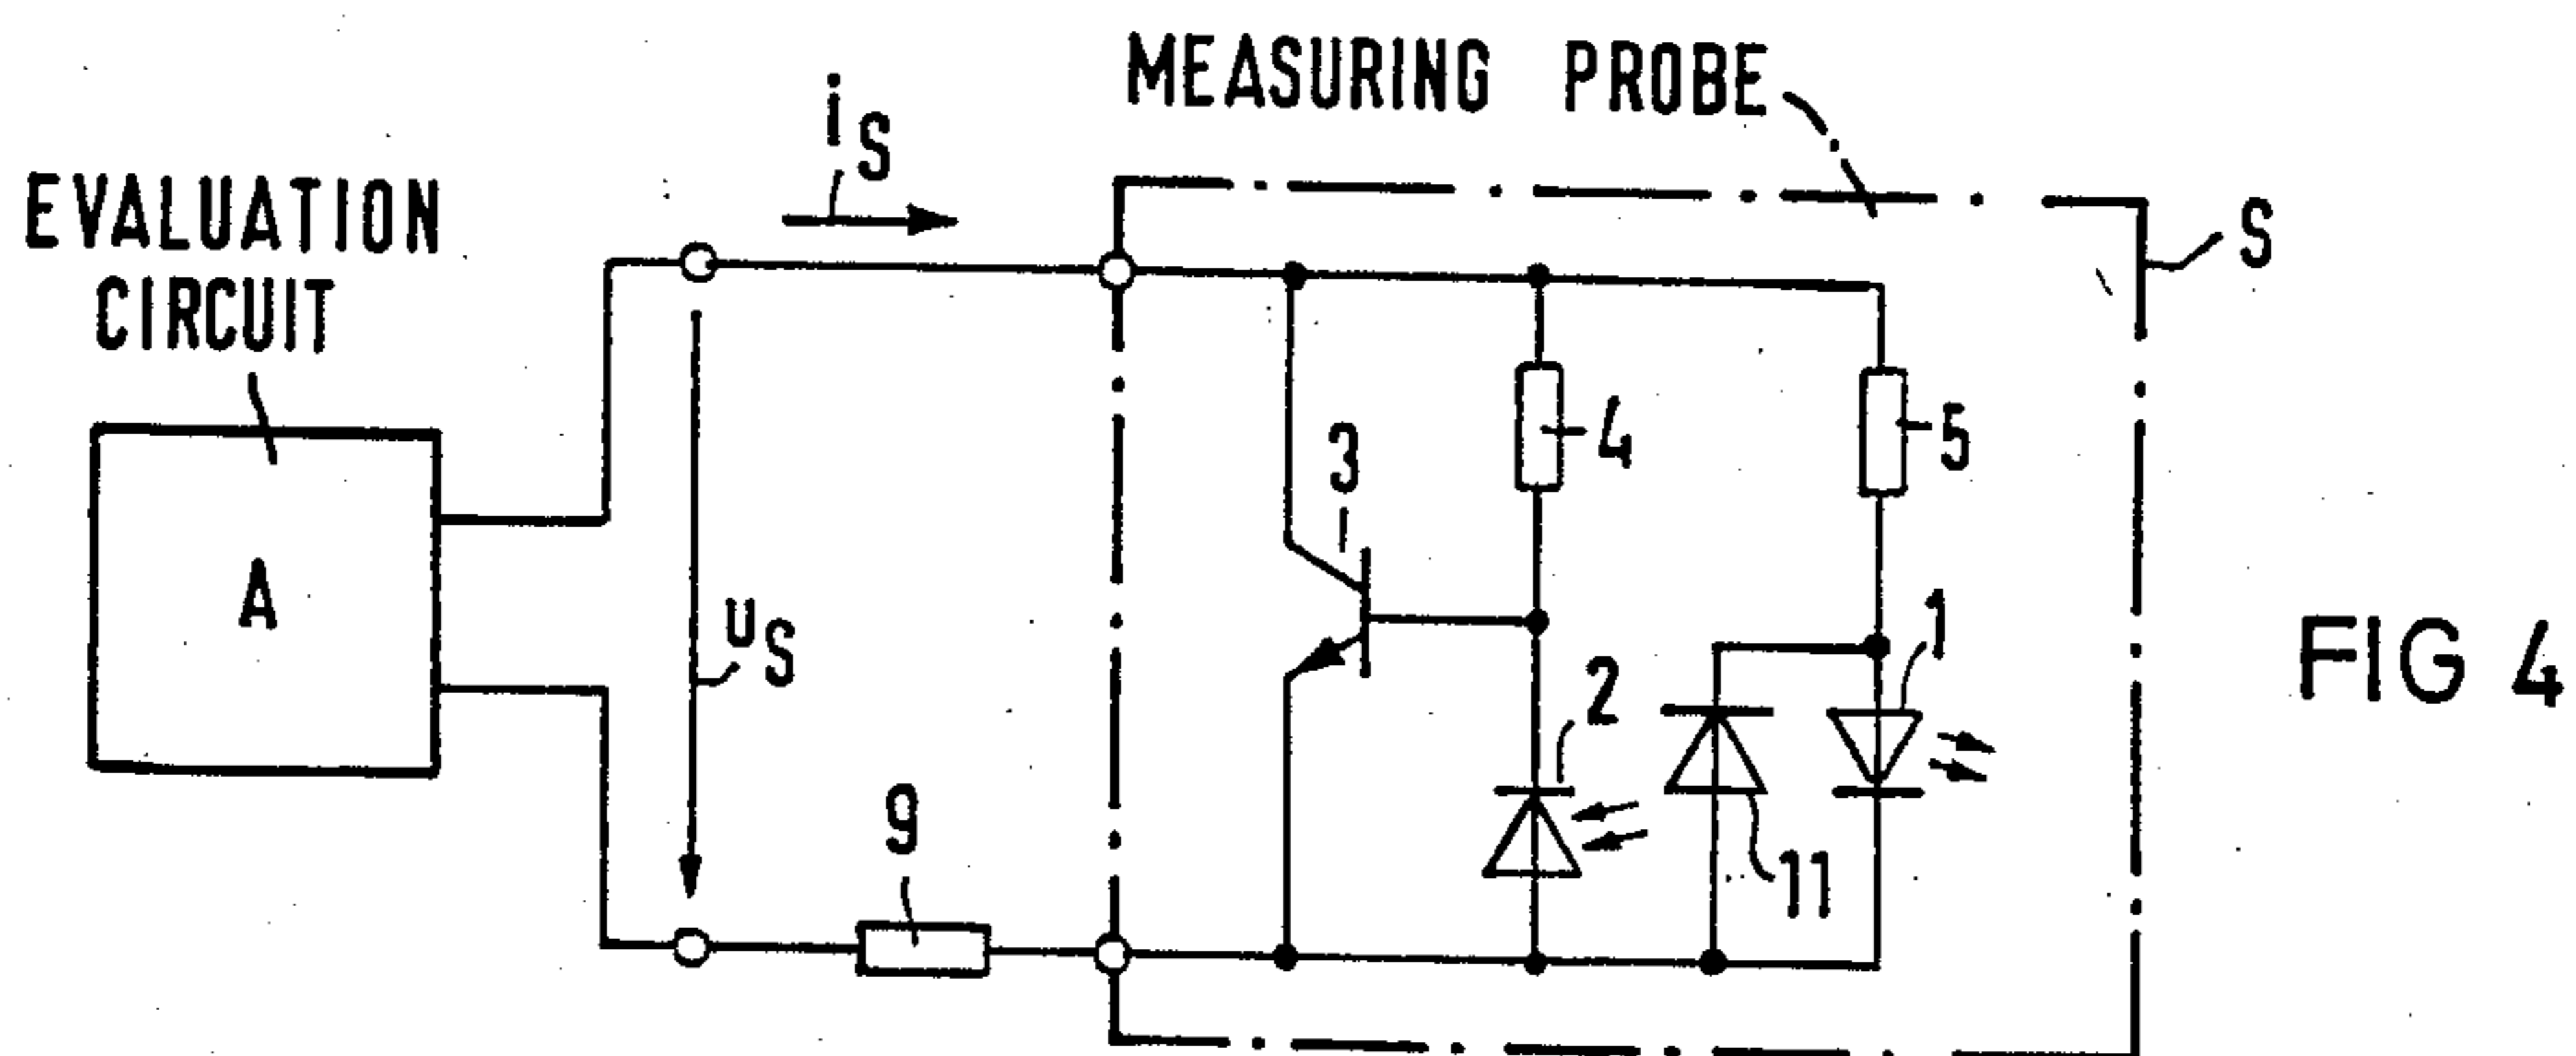 MEASURING PROBE
iS
EVALUATION
CIRCUIT
S
4
5
3
A
uS
1
2
FIG 4
9
11